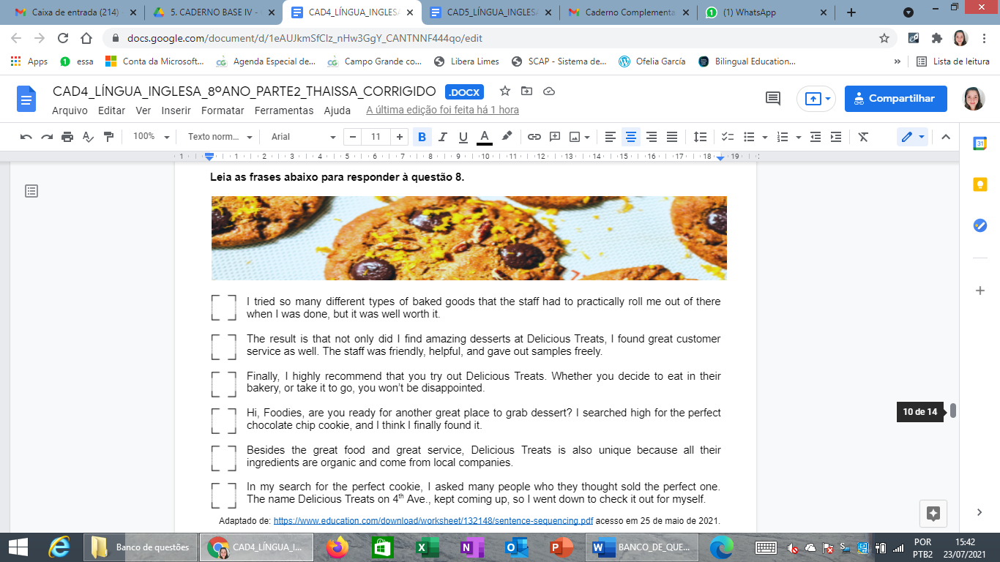 Caixa de entrada (214)
5. CADERNO BASE IV -
CAD4_LÍNGUA_INGLESA
CAD5_LÍNGUA_INGLESA
Caderno Complementa
(1) WhatsApp
docs.google.com/document/d/1eAUJkmSfClz_nHw3GgY_CANTNNF444qo/edit
Apps
essa
Conta da Microsoft...
Agenda Especial de...
Campo Grande co...
Libera Limes
SCAP - Sistema de...
Ofelia García
Bilingual Education...
»
Lista de leitura
CAD4_LÍNGUA_INGLESA_8ºANO_PARTE2_THAISSA_CORRIGIDO .DOCX
Compartilhar
Arquivo Editar Ver Inserir Formatar Ferramentas Ajuda A última edição foi feita há 1 hora
100% Texto norm... Arial 11 B I U A
1 1 2 3 4 5 6 7 8 9 10 11 12 13 14 15 16 17 18 19
31
Leia as frases abaixo para responder à questão 8.
I tried so many different types of baked goods that the staff had to practically roll me out of there
when I was done, but it was well worth it.
The result is that not only did I find amazing desserts at Delicious Treats, I found great customer
service as well. The staff was friendly, helpful, and gave out samples freely.
Finally, I highly recommend that you try out Delicious Treats. Whether you decide to eat in their
bakery, or take it to go, you won’t be disappointed.
Hi, Foodies, are you ready for another great place to grab dessert? I searched high for the perfect
chocolate chip cookie, and I think I finally found it.
10 de 14
Besides the great food and great service, Delicious Treats is also unique because all their
ingredients are organic and come from local companies.
In my search for the perfect cookie, I asked many people who they thought sold the perfect one.
The name Delicious Treats on 4th Ave., kept coming up, so I went down to check it out for myself.
Adaptado de: https://www.education.com/download/worksheet/132148/sentence-sequencing.pdf acesso em 25 de maio de 2021.
Banco de questões
CAD4_LÍNGUA_I...
BANCO_DE_QUE...
POR
PTB2
15:42
23/07/2021